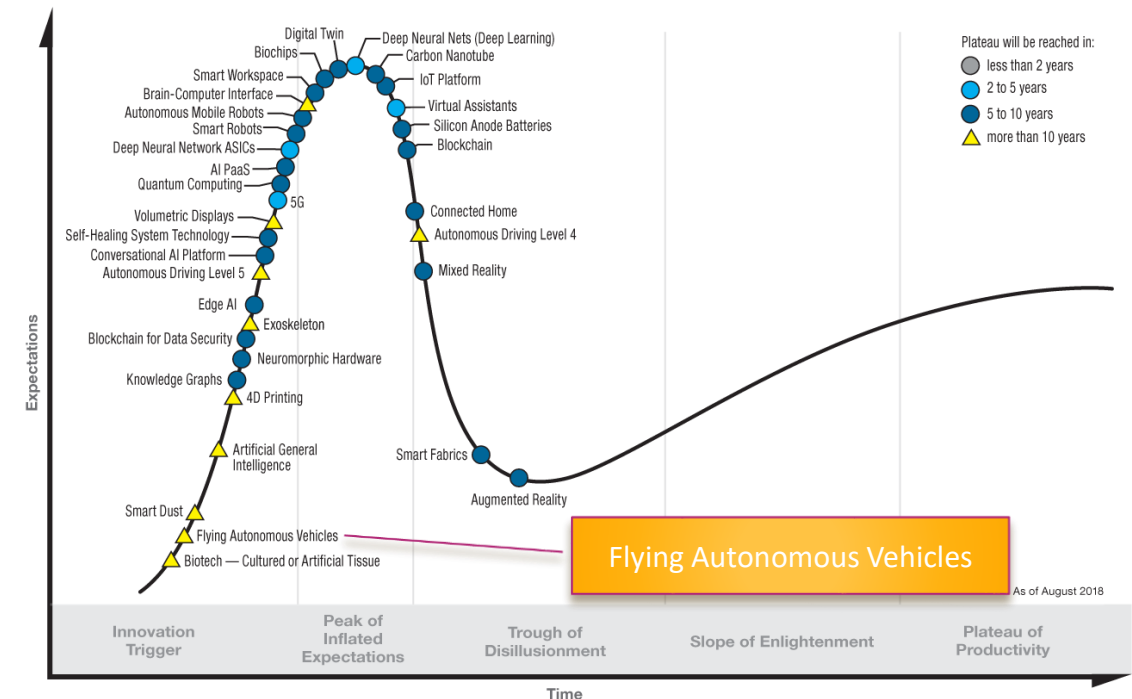 Digital Twin
Deep Neural Nets (Deep Learning)
Biochips
Carbon Nanotube
Smart Workspace
IoT Platform
Brain-Computer Interface
Virtual Assistants
Autonomous Mobile Robots
Silicon Anode Batteries
Smart Robots
Blockchain
Deep Neural Network ASICs
AI PaaS
Quantum Computing
5G
Volumetric Displays
Connected Home
Self-Healing System Technology
Autonomous Driving Level 4
Conversational AI Platform
Autonomous Driving Level 5
Mixed Reality
Edge AI
Exoskeleton
Blockchain for Data Security
Neuromorphic Hardware
Knowledge Graphs
4D Printing
Artificial General
Intelligence
Smart Fabrics
Augmented Reality
Smart Dust
Flying Autonomous Vehicles
Biotech — Cultured or Artificial Tissue
Plateau will be reached in:
less than 2 years
2 to 5 years
5 to 10 years
more than 10 years
Flying Autonomous Vehicles
As of August 2018
Expectations
Innovation
Trigger
Peak of
Inflated
Expectations
Trough of
Disillusionment
Slope of Enlightenment
Plateau of
Productivity
Time